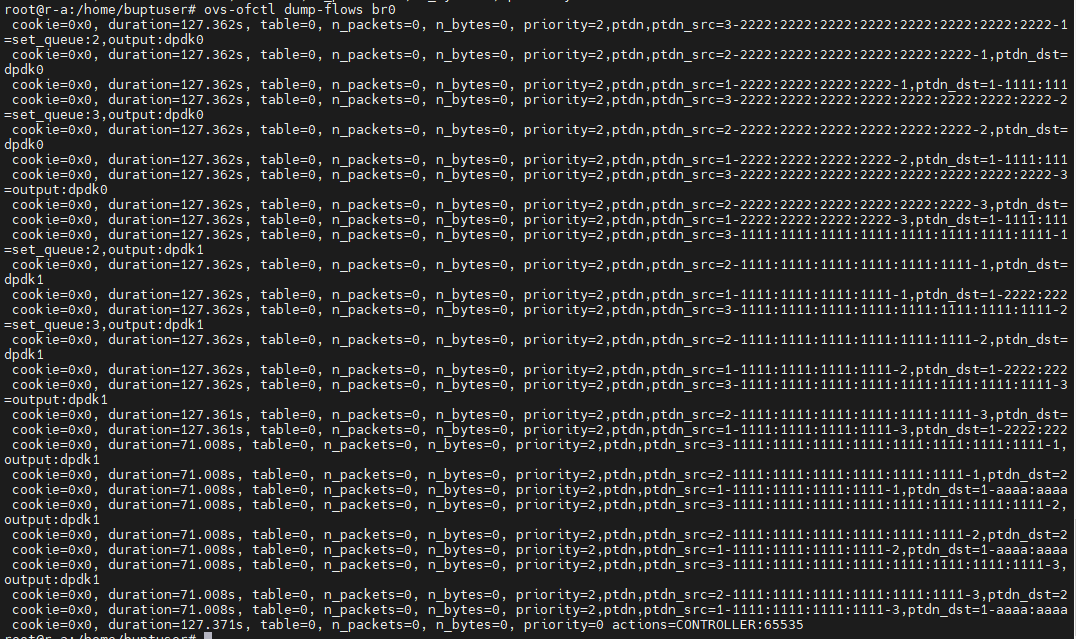 root@r-a:/home/buptuser# ovs-ofctl dump-flows br0
 cookie=0x0, duration=127.362s, table=0, n_packets=0, n_bytes=0, priority=2,ptdn,ptdn_src=3-2222:2222:2222:2222:2222:2222:2222:2222-1
=set_queue:2,output:dpdk0
 cookie=0x0, duration=127.362s, table=0, n_packets=0, n_bytes=0, priority=2,ptdn,ptdn_src=2-2222:2222:2222:2222:2222:2222-1,ptdn_dst=
dpdk0
 cookie=0x0, duration=127.362s, table=0, n_packets=0, n_bytes=0, priority=2,ptdn,ptdn_src=1-2222:2222:2222:2222-1,ptdn_dst=1-1111:111
 cookie=0x0, duration=127.362s, table=0, n_packets=0, n_bytes=0, priority=2,ptdn,ptdn_src=3-2222:2222:2222:2222:2222:2222:2222:2222-2
=set_queue:3,output:dpdk0
 cookie=0x0, duration=127.362s, table=0, n_packets=0, n_bytes=0, priority=2,ptdn,ptdn_src=2-2222:2222:2222:2222:2222:2222-2,ptdn_dst=
dpdk0
 cookie=0x0, duration=127.362s, table=0, n_packets=0, n_bytes=0, priority=2,ptdn,ptdn_src=1-2222:2222:2222:2222-2,ptdn_dst=1-1111:111
 cookie=0x0, duration=127.362s, table=0, n_packets=0, n_bytes=0, priority=2,ptdn,ptdn_src=3-2222:2222:2222:2222:2222:2222:2222:2222-3
=output:dpdk0
 cookie=0x0, duration=127.362s, table=0, n_packets=0, n_bytes=0, priority=2,ptdn,ptdn_src=2-2222:2222:2222:2222:2222:2222-3,ptdn_dst=
 cookie=0x0, duration=127.362s, table=0, n_packets=0, n_bytes=0, priority=2,ptdn,ptdn_src=1-2222:2222:2222:2222-3,ptdn_dst=1-1111:111
 cookie=0x0, duration=127.362s, table=0, n_packets=0, n_bytes=0, priority=2,ptdn,ptdn_src=3-1111:1111:1111:1111:1111:1111:1111:1111-1
=set_queue:2,output:dpdk1
 cookie=0x0, duration=127.362s, table=0, n_packets=0, n_bytes=0, priority=2,ptdn,ptdn_src=2-1111:1111:1111:1111:1111:1111-1,ptdn_dst=
dpdk1
 cookie=0x0, duration=127.362s, table=0, n_packets=0, n_bytes=0, priority=2,ptdn,ptdn_src=1-1111:1111:1111:1111-1,ptdn_dst=1-2222:222
 cookie=0x0, duration=127.362s, table=0, n_packets=0, n_bytes=0, priority=2,ptdn,ptdn_src=3-1111:1111:1111:1111:1111:1111:1111:1111-2
=set_queue:3,output:dpdk1
 cookie=0x0, duration=127.362s, table=0, n_packets=0, n_bytes=0, priority=2,ptdn,ptdn_src=2-1111:1111:1111:1111:1111:1111-2,ptdn_dst=
dpdk1
 cookie=0x0, duration=127.362s, table=0, n_packets=0, n_bytes=0, priority=2,ptdn,ptdn_src=1-1111:1111:1111:1111-2,ptdn_dst=1-2222:222
 cookie=0x0, duration=127.362s, table=0, n_packets=0, n_bytes=0, priority=2,ptdn,ptdn_src=3-1111:1111:1111:1111:1111:1111:1111:1111-3
=output:dpdk1
 cookie=0x0, duration=127.361s, table=0, n_packets=0, n_bytes=0, priority=2,ptdn,ptdn_src=2-1111:1111:1111:1111:1111:1111-3,ptdn_dst=
 cookie=0x0, duration=127.361s, table=0, n_packets=0, n_bytes=0, priority=2,ptdn,ptdn_src=1-1111:1111:1111:1111-3,ptdn_dst=1-2222:222
 cookie=0x0, duration=71.008s, table=0, n_packets=0, n_bytes=0, priority=2,ptdn,ptdn_src=3-1111:1111:1111:1111:1111:1111:1111:1111-1,
output:dpdk1
 cookie=0x0, duration=71.008s, table=0, n_packets=0, n_bytes=0, priority=2,ptdn,ptdn_src=2-1111:1111:1111:1111:1111:1111-1,ptdn_dst=2
 cookie=0x0, duration=71.008s, table=0, n_packets=0, n_bytes=0, priority=2,ptdn,ptdn_src=1-1111:1111:1111:1111-1,ptdn_dst=1-aaaa:aaaa
 cookie=0x0, duration=71.008s, table=0, n_packets=0, n_bytes=0, priority=2,ptdn,ptdn_src=3-1111:1111:1111:1111:1111:1111:1111:1111-2,
output:dpdk1
 cookie=0x0, duration=71.008s, table=0, n_packets=0, n_bytes=0, priority=2,ptdn,ptdn_src=2-1111:1111:1111:1111:1111:1111-2,ptdn_dst=2
 cookie=0x0, duration=71.008s, table=0, n_packets=0, n_bytes=0, priority=2,ptdn,ptdn_src=1-1111:1111:1111:1111-2,ptdn_dst=1-aaaa:aaaa
 cookie=0x0, duration=71.008s, table=0, n_packets=0, n_bytes=0, priority=2,ptdn,ptdn_src=3-1111:1111:1111:1111:1111:1111:1111:1111-3,
output:dpdk1
 cookie=0x0, duration=71.008s, table=0, n_packets=0, n_bytes=0, priority=2,ptdn,ptdn_src=2-1111:1111:1111:1111:1111:1111-3,ptdn_dst=2
 cookie=0x0, duration=71.008s, table=0, n_packets=0, n_bytes=0, priority=2,ptdn,ptdn_src=1-1111:1111:1111:1111-3,ptdn_dst=1-aaaa:aaaa
 cookie=0x0, duration=127.371s, table=0, n_packets=0, n_bytes=0, priority=0 actions=CONTROLLER:65535
root@r-a:/home/buptuser#